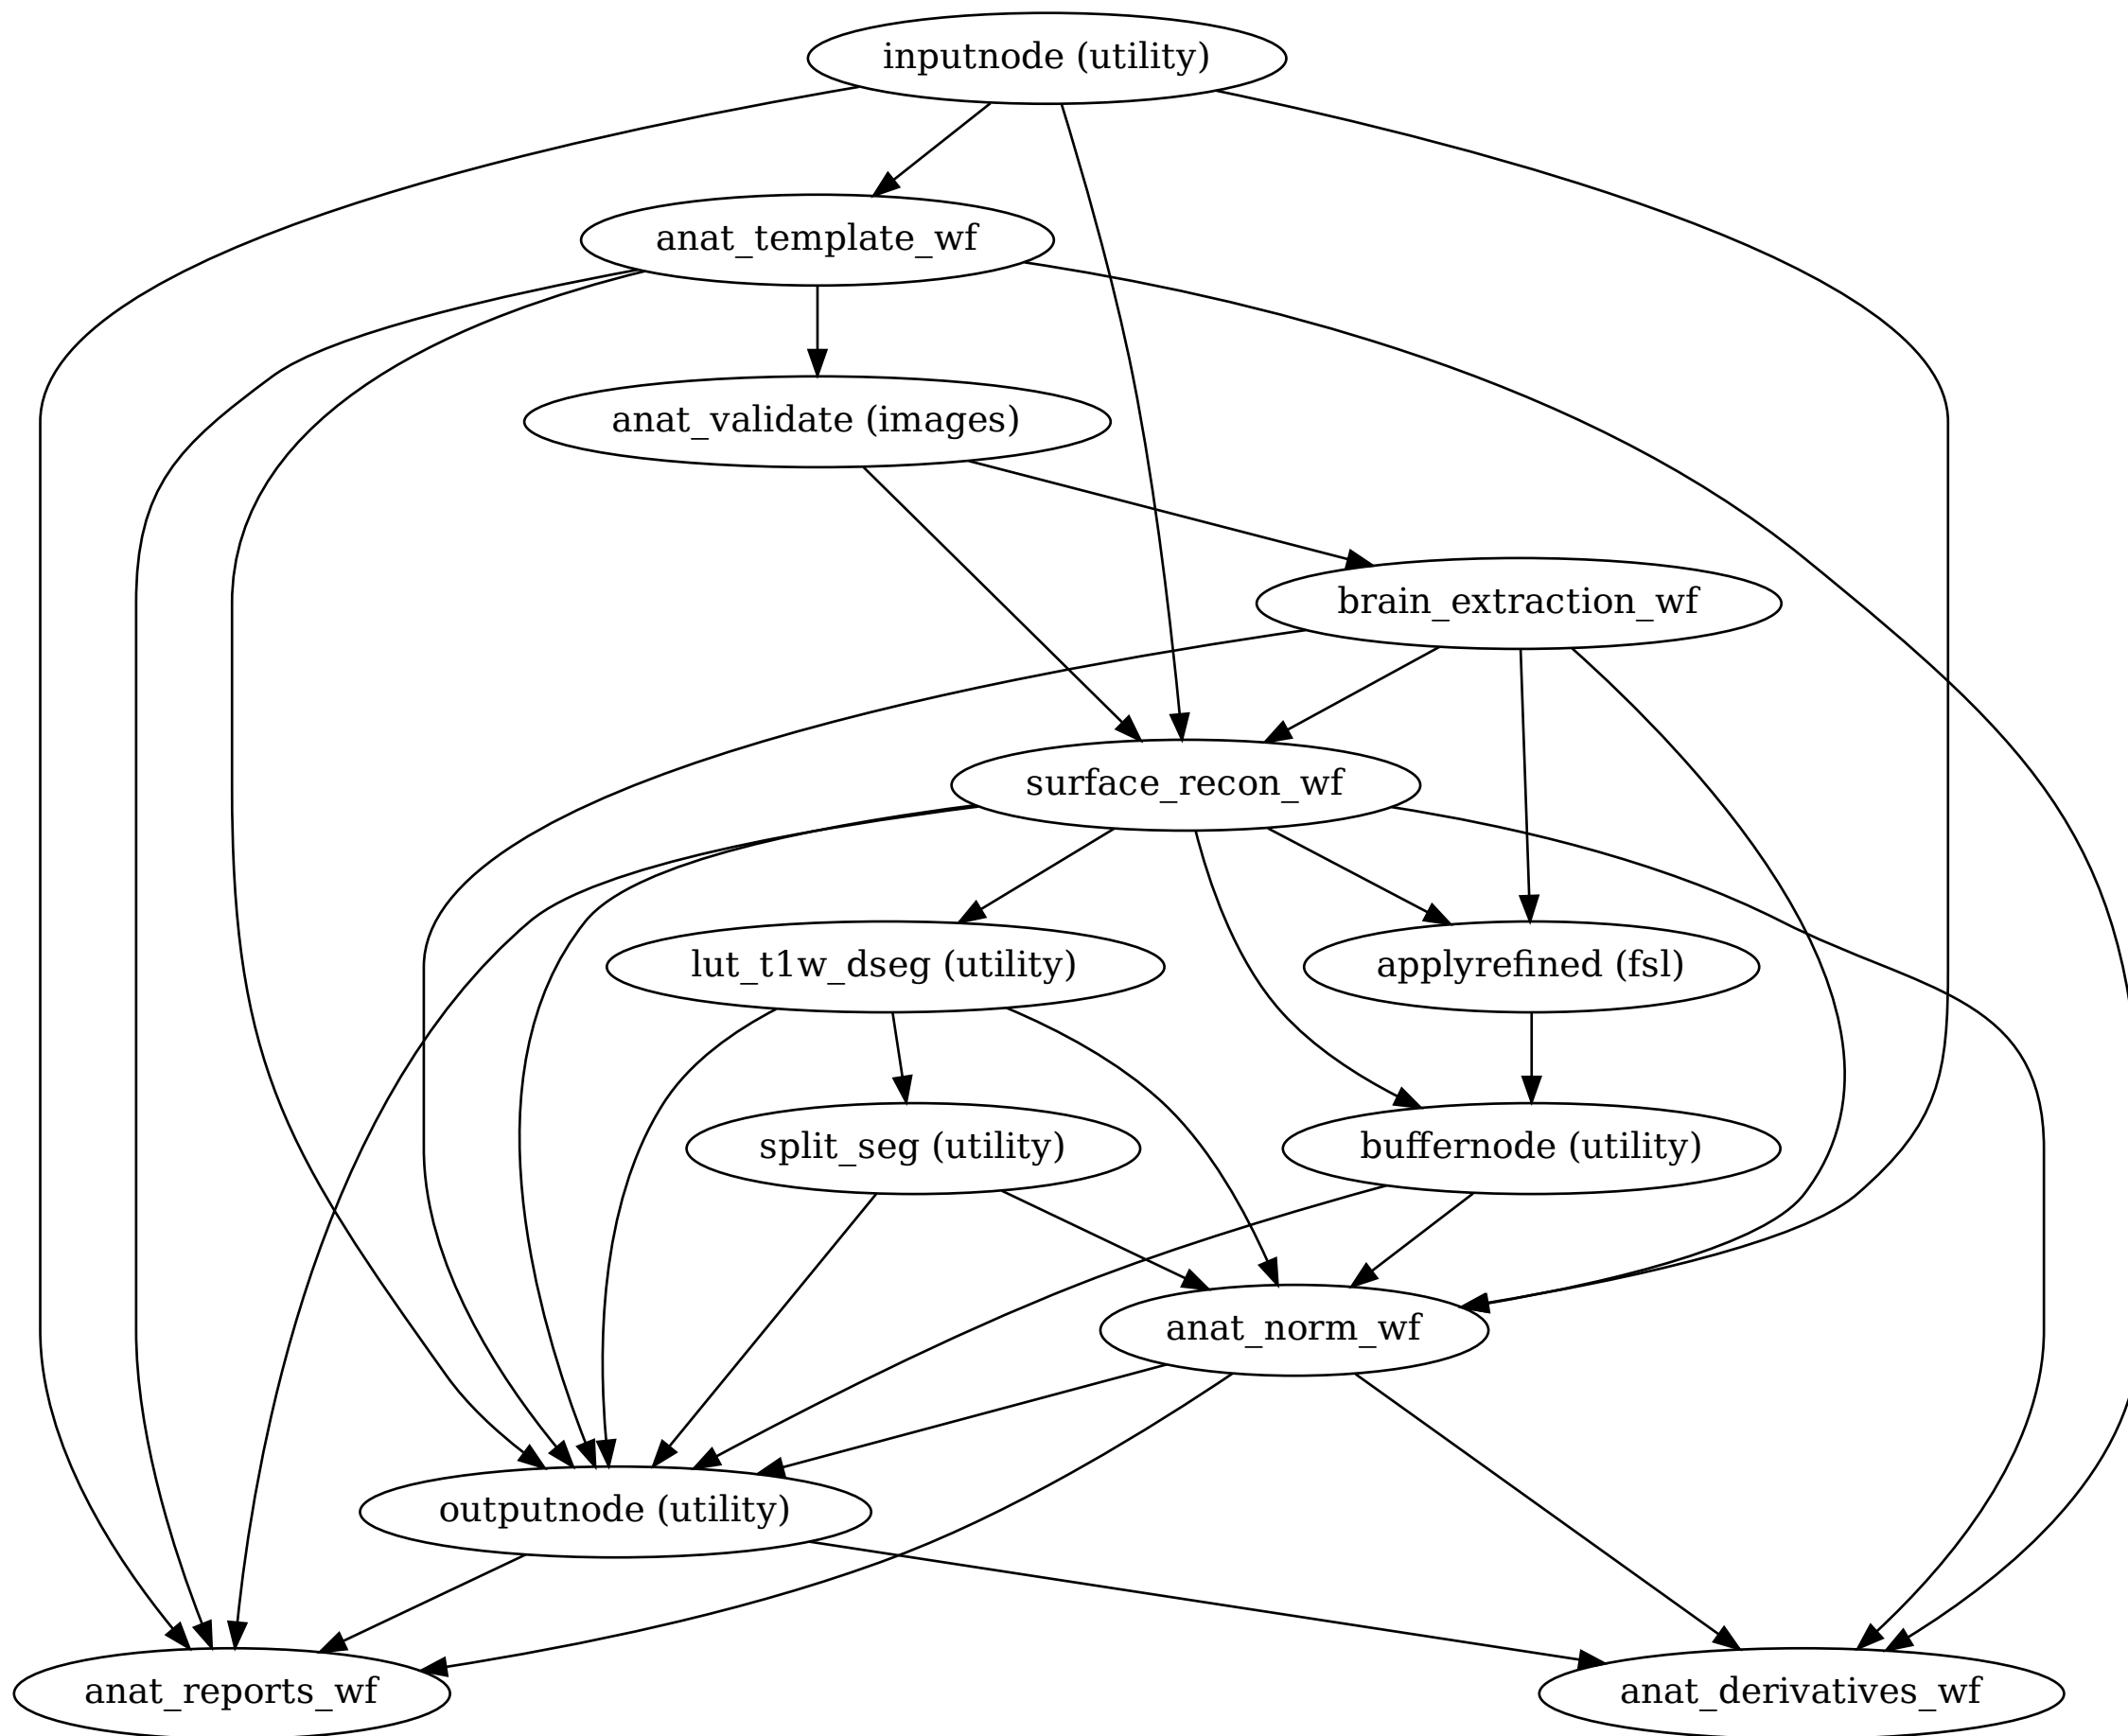 inputnode (utility)
anat_template_wf
anat_validate (images)
brain_extraction_wf
surface_recon_wf
lut_t1w_dseg (utility)
applyrefined (fsl)
split_seg (utility)
buffernode (utility)
anat_norm_wf
outputnode (utility)
anat_reports_wf
anat_derivatives_wf